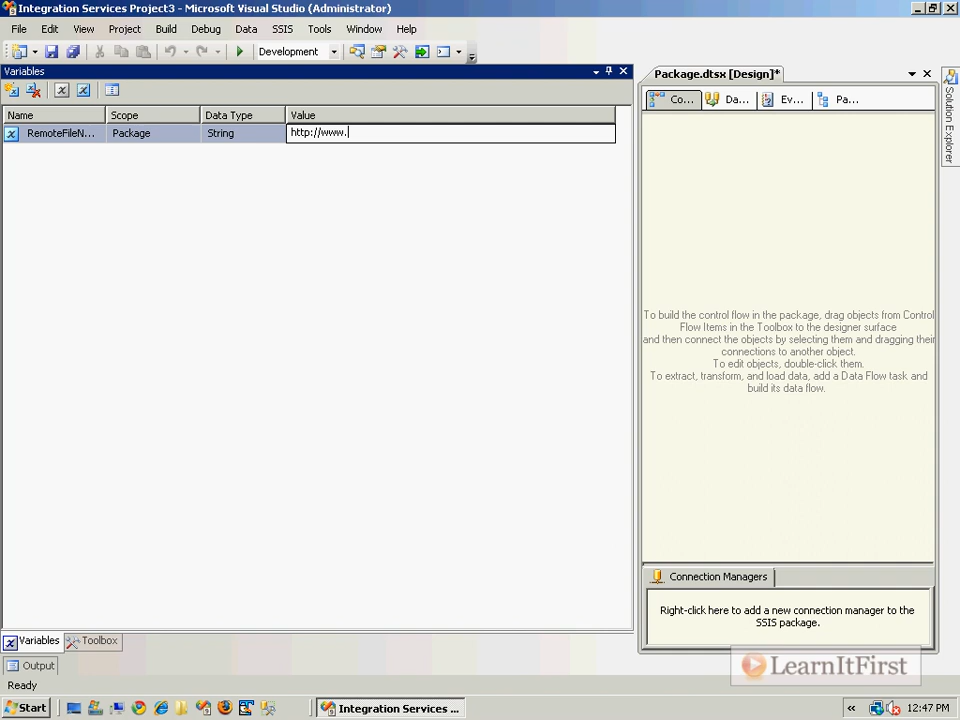 Integration Services Project3 - Microsoft Visual Studio (Administrator)
File Edit View Project Build Debug Data SSIS Tools Window Help
Development
Variables
Package.dtsx [Design]*
Co... Da... Ev... Pa...
Solution Explorer
Name Scope Data Type Value
RemoteFileN... Package String http://www.
To build the control flow in the package, drag objects from Control
Flow Items in the Toolbox to the designer surface
and then connect the objects by selecting them and dragging their
connections to another object.
To edit objects, double-click them.
To extract, transform, and load data, add a Data Flow task and
build its data flow.
Connection Managers
Right-click here to add a new connection manager to the
SSIS package.
Variables Toolbox
Output
LearnItFirst
Ready
Start Integration Services ... « 12:47 PM